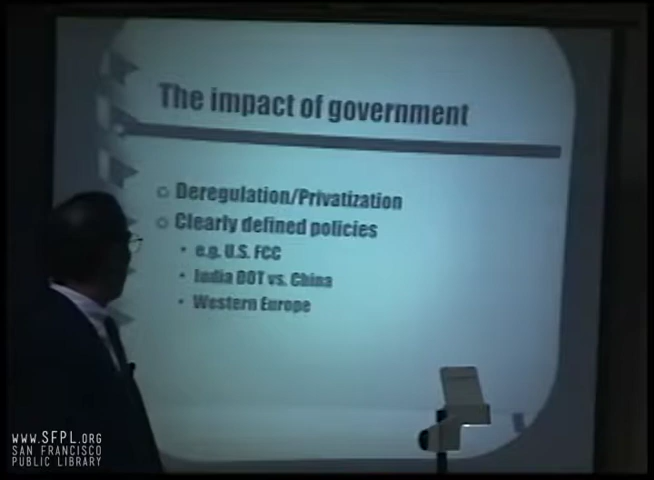 The impact of government
Deregulation/Privatization
Clearly defined policies
e.g. U.S. FCC
India DOT vs. China
Western Europe
WWW.SFPL.ORG
SAN FRANCISCO
PUBLIC LIBRARY